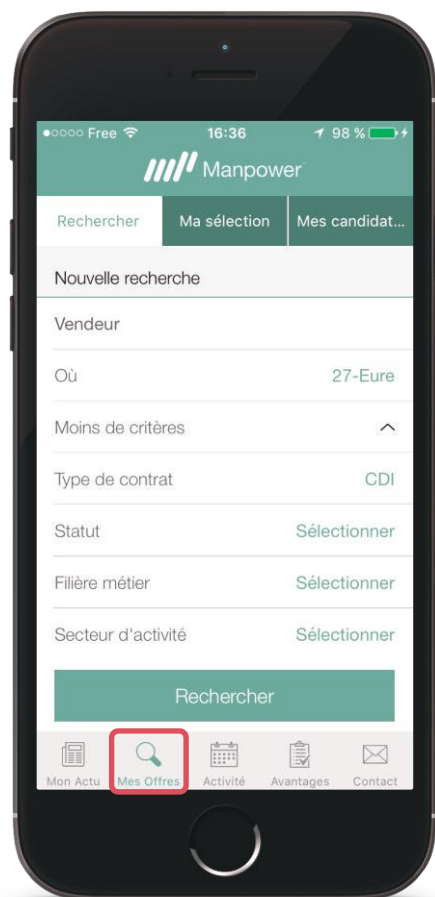 Free 16:36 98 %
Manpower
Rechercher Ma sélection Mes candidat...
Nouvelle recherche
Vendeur
Où 27-Eure
Moins de critères
Type de contrat CDI
Statut Sélectionner
Filière métier Sélectionner
Secteur d'activité Sélectionner
Rechercher
Mon Actu Mes Offres Activité Avantages Contact